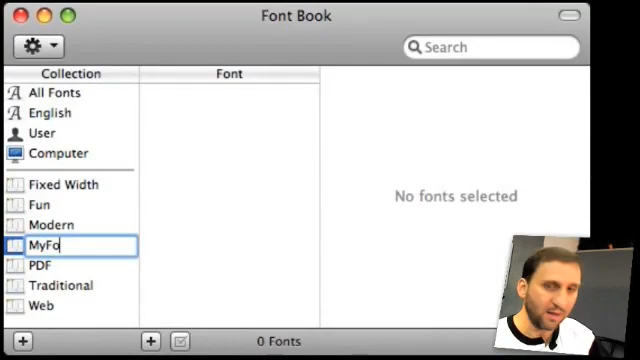 Font Book
Search
Collection
Font
All Fonts
English
User
Computer
Fixed Width
Fun
Modern
MyFo
PDF
Traditional
Web
No fonts selected
0 Fonts